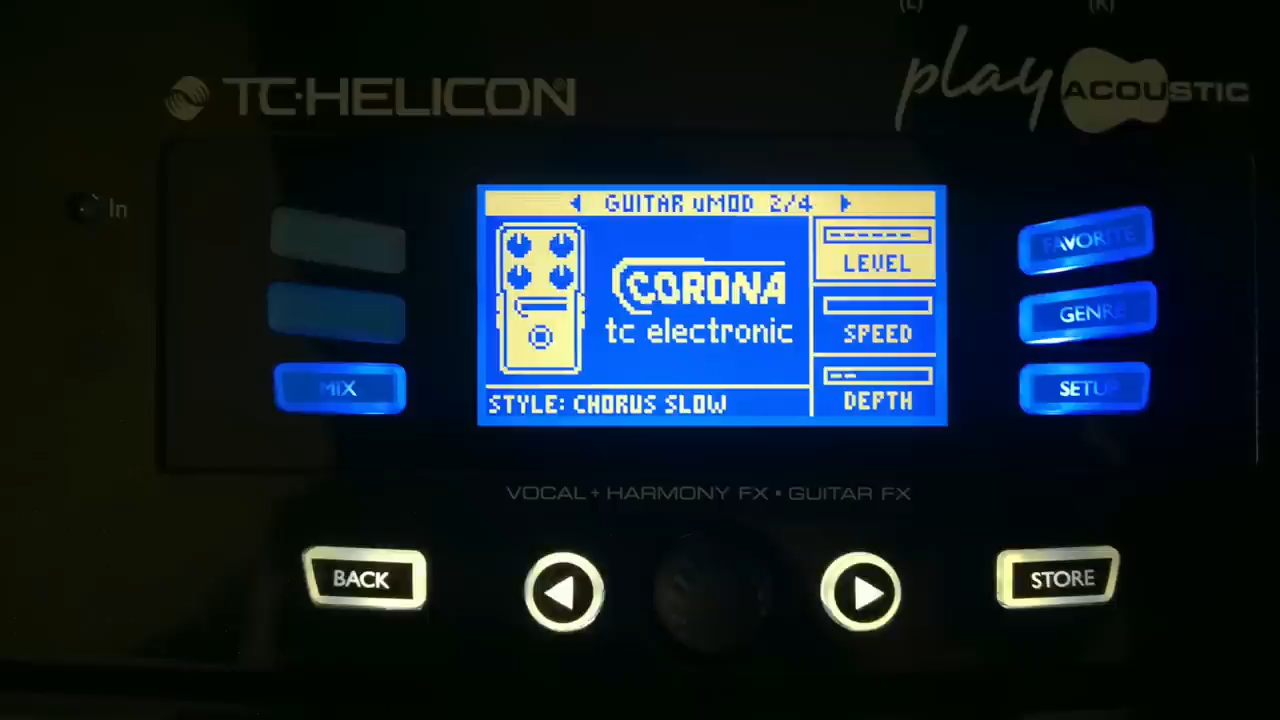 (L) (R)
TC·HELICON®
play ACOUSTIC
In
GUITAR uMOD 2/4
CORONA
tc electronic
STYLE: CHORUS SLOW
LEVEL
SPEED
DEPTH
MIX
FAVORITE
GENRE
SETUP
VOCAL + HARMONY FX • GUITAR FX
BACK
STORE